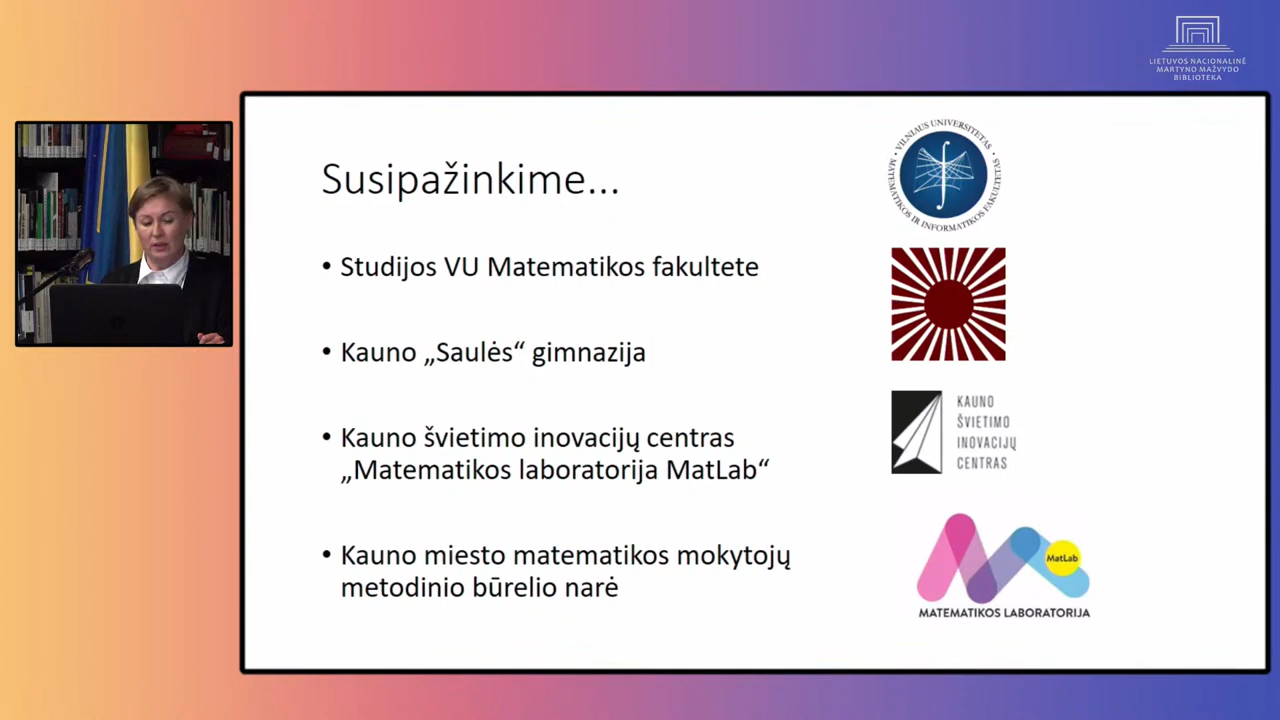 LIETUVOS NACIONALINĖ
MARTYNO MAŽVYDO
BIBLIOTEKA
Susipažinkime...
• VILNIAUS UNIVERSITETAS •
MATEMATIKOS IR INFORMATIKOS FAKULTETAS
• Studijos VU Matematikos fakultete
• Kauno „Saulės“ gimnazija
• Kauno švietimo inovacijų centras
„Matematikos laboratorija MatLab“
KAUNO
ŠVIETIMO
INOVACIJŲ
CENTRAS
• Kauno miesto matematikos mokytojų
metodinio būrelio narė
MatLab
MATEMATIKOS LABORATORIJA